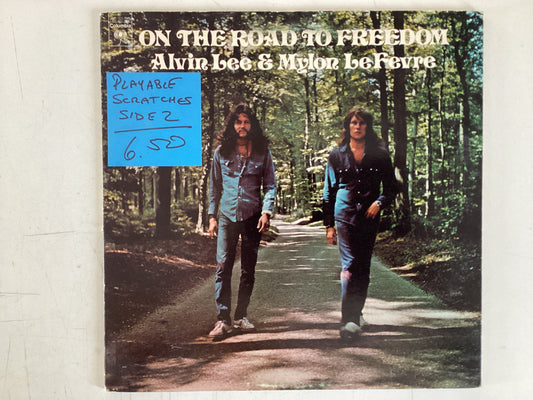 ON THE ROAD TO FREEDOM
Alvin Lee & Mylon LeFevre
PLAYABLE
SCRATCHES
SIDE 2
6.50